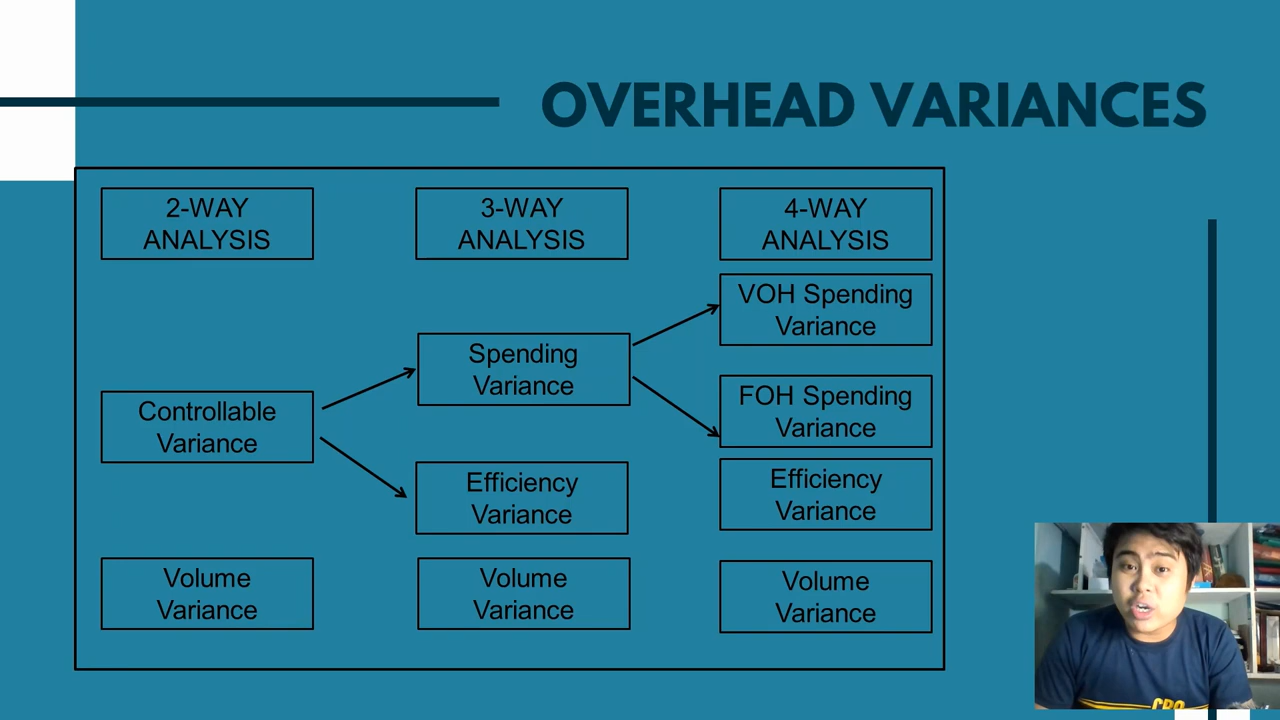 OVERHEAD VARIANCES
2-WAY
ANALYSIS
3-WAY
ANALYSIS
4-WAY
ANALYSIS
Controllable
Variance
Volume
Variance
Spending
Variance
Efficiency
Variance
Volume
Variance
VOH Spending
Variance
FOH Spending
Variance
Efficiency
Variance
Volume
Variance